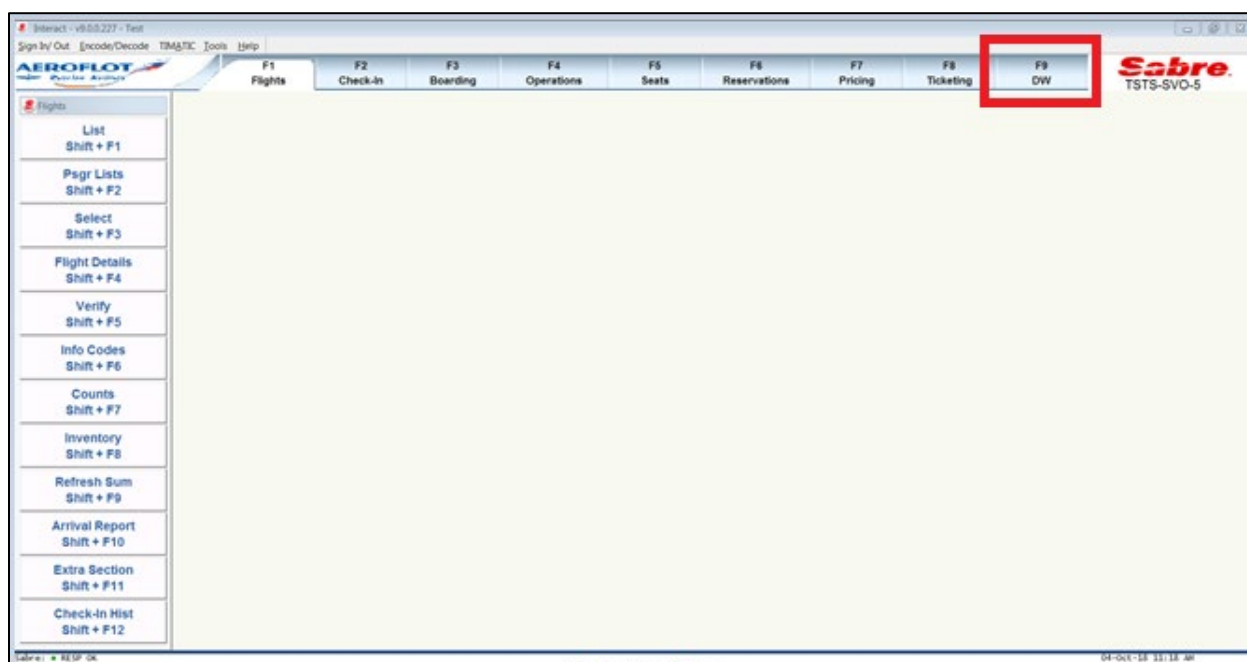 Interact - v9.0.0.227 - Test
Sign In/ Out Encode/Decode TIMATIC Tools Help
AEROFLOT
F1 F2 F3 F4 F5 F6 F7 F8 F9
Flights Check-In Boarding Operations Seats Reservations Pricing Ticketing DW
Sabre.
TSTS-SVO-5
Flights
List
Shift + F1
Psgr Lists
Shift + F2
Select
Shift + F3
Flight Details
Shift + F4
Verify
Shift + F5
Info Codes
Shift + F6
Counts
Shift + F7
Inventory
Shift + F8
Refresh Sum
Shift + F9
Arrival Report
Shift + F10
Extra Section
Shift + F11
Check-In Hist
Shift + F12
Sabre: RESP OK 04-Oct-18 11:18 AM